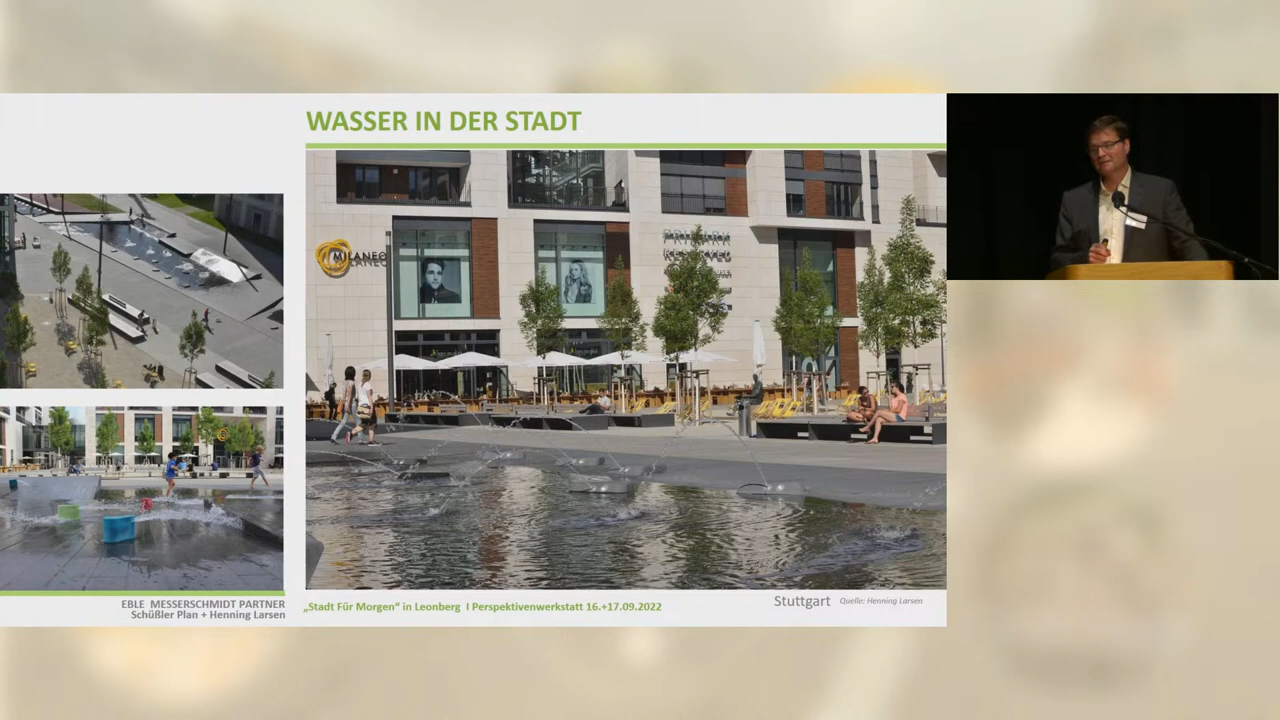 WASSER IN DER STADT
MILANEO
PRIMARK
RESERVED
EBLE MESSERSCHMIDT PARTNER
Schüßler Plan + Henning Larsen
„Stadt Für Morgen“ in Leonberg I Perspektivenwerkstatt 16.+17.09.2022
Stuttgart Quelle: Henning Larsen